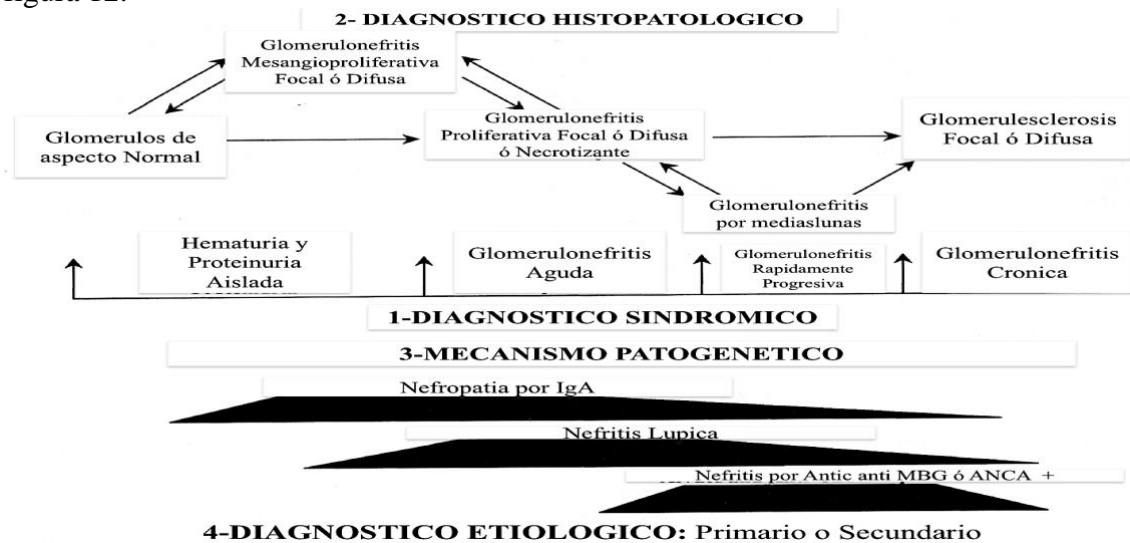 figura 12.
2- DIAGNOSTICO HISTOPATOLOGICO
Glomerulonefritis
Mesangioproliferativa
Focal ó Difusa
Glomerulos de
aspecto Normal
Glomerulonefritis
Proliferativa Focal ó Difusa
ó Necrotizante
Glomerulesclerosis
Focal ó Difusa
Glomerulonefritis
por mediaslunas
Hematuria y
Proteinuria
Aislada
Glomerulonefritis
Aguda
Glomerulonefritis
Rapidamente
Progresiva
Glomerulonefritis
Cronica
1-DIAGNOSTICO SINDROMICO
3-MECANISMO PATOGENETICO
Nefropatia por IgA
Nefritis Lupica
Nefritis por Antic anti MBG ó ANCA +
4-DIAGNOSTICO ETIOLOGICO: Primario o Secundario